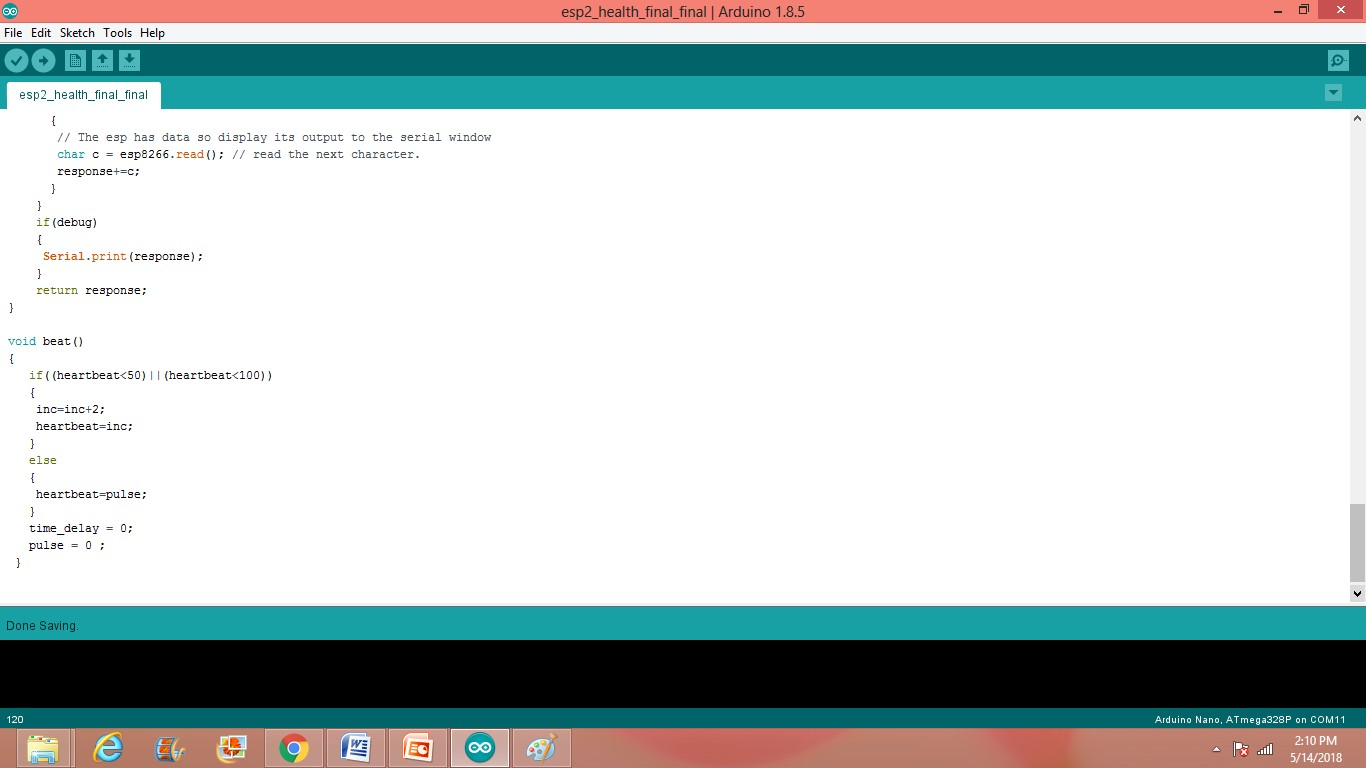 esp2_health_final_final | Arduino 1.8.5
File Edit Sketch Tools Help
esp2_health_final_final
{
// The esp has data so display its output to the serial window
char c = esp8266.read(); // read the next character.
response+=c;
}
}
if(debug)
{
Serial.print(response);
}
return response;
}
void beat()
{
if((heartbeat<50)||(heartbeat<100))
{
inc=inc+2;
heartbeat=inc;
}
else
{
heartbeat=pulse;
}
time_delay = 0;
pulse = 0 ;
}
Done Saving.
120
Arduino Nano, ATmega328P on COM11
2:10 PM
5/14/2018